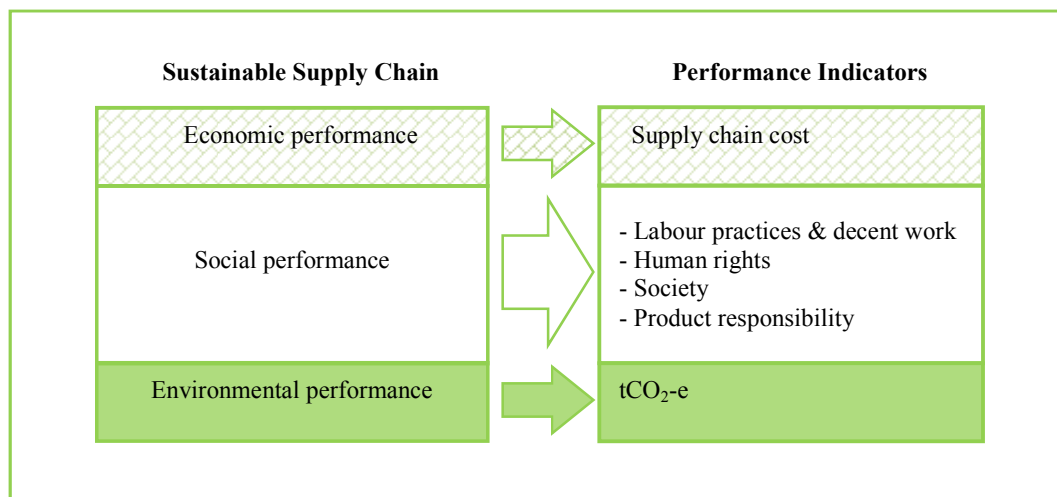 Sustainable Supply Chain
Performance Indicators
Economic performance
Supply chain cost
Social performance
- Labour practices & decent work
- Human rights
- Society
- Product responsibility
Environmental performance
tCO₂-e